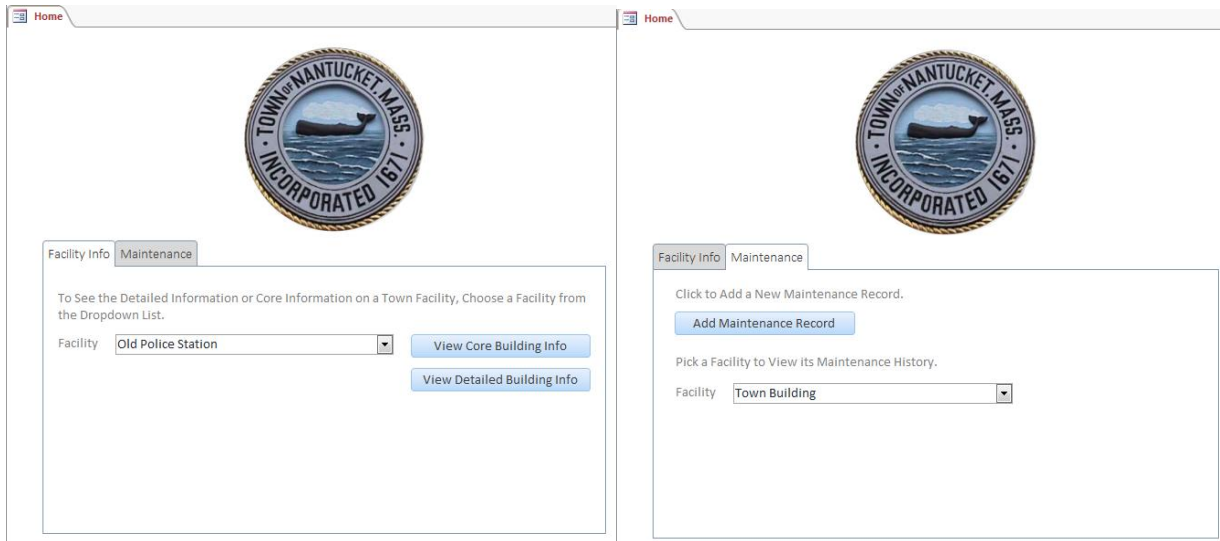 Home
TOWN OF NANTUCKET, MASS.
· INCORPORATED 1671 ·
Facility Info Maintenance
To See the Detailed Information or Core Information on a Town Facility, Choose a Facility from
the Dropdown List.
Facility Old Police Station View Core Building Info
View Detailed Building Info
Home
TOWN OF NANTUCKET, MASS.
· INCORPORATED 1671 ·
Facility Info Maintenance
Click to Add a New Maintenance Record.
Add Maintenance Record
Pick a Facility to View its Maintenance History.
Facility Town Building